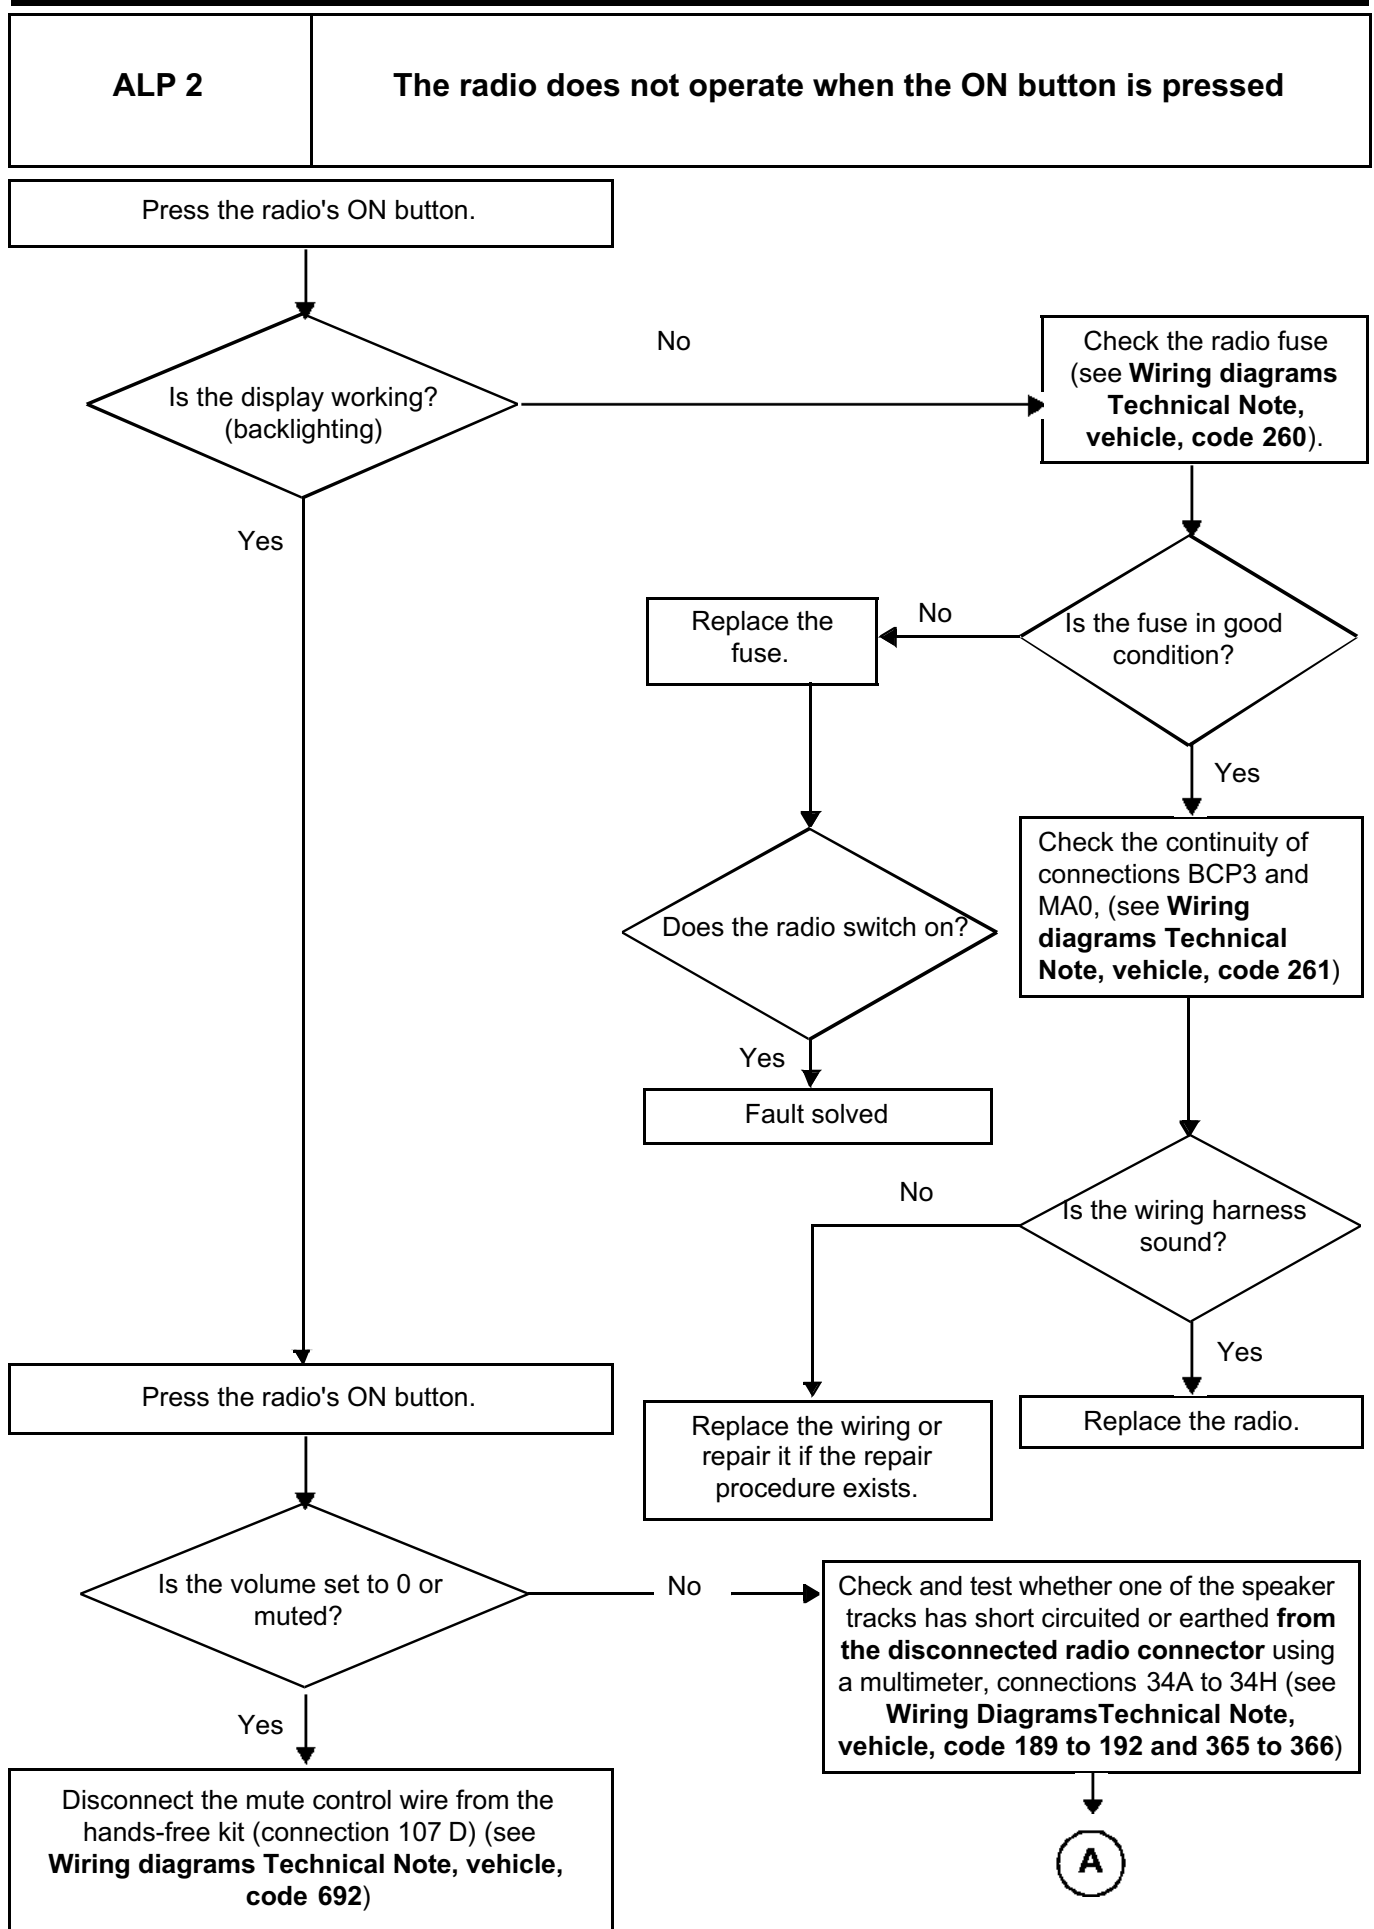 ALP 2
The radio does not operate when the ON button is pressed
Press the radio's ON button.
Is the display working?
(backlighting)
No
Check the radio fuse
(see Wiring diagrams
Technical Note,
vehicle, code 260).
Yes
Is the fuse in good
condition?
No
Replace the
fuse.
Yes
Does the radio switch on?
Check the continuity of
connections BCP3 and
MA0, (see Wiring
diagrams Technical
Note, vehicle, code 261)
Yes
Fault solved
Is the wiring harness
sound?
No
Yes
Replace the wiring or
repair it if the repair
procedure exists.
Replace the radio.
Press the radio's ON button.
Is the volume set to 0 or
muted?
No
Check and test whether one of the speaker
tracks has short circuited or earthed from
the disconnected radio connector using
a multimeter, connections 34A to 34H (see
Wiring DiagramsTechnical Note,
vehicle, code 189 to 192 and 365 to 366)
Yes
Disconnect the mute control wire from the
hands-free kit (connection 107 D) (see
Wiring diagrams Technical Note, vehicle,
code 692)
A